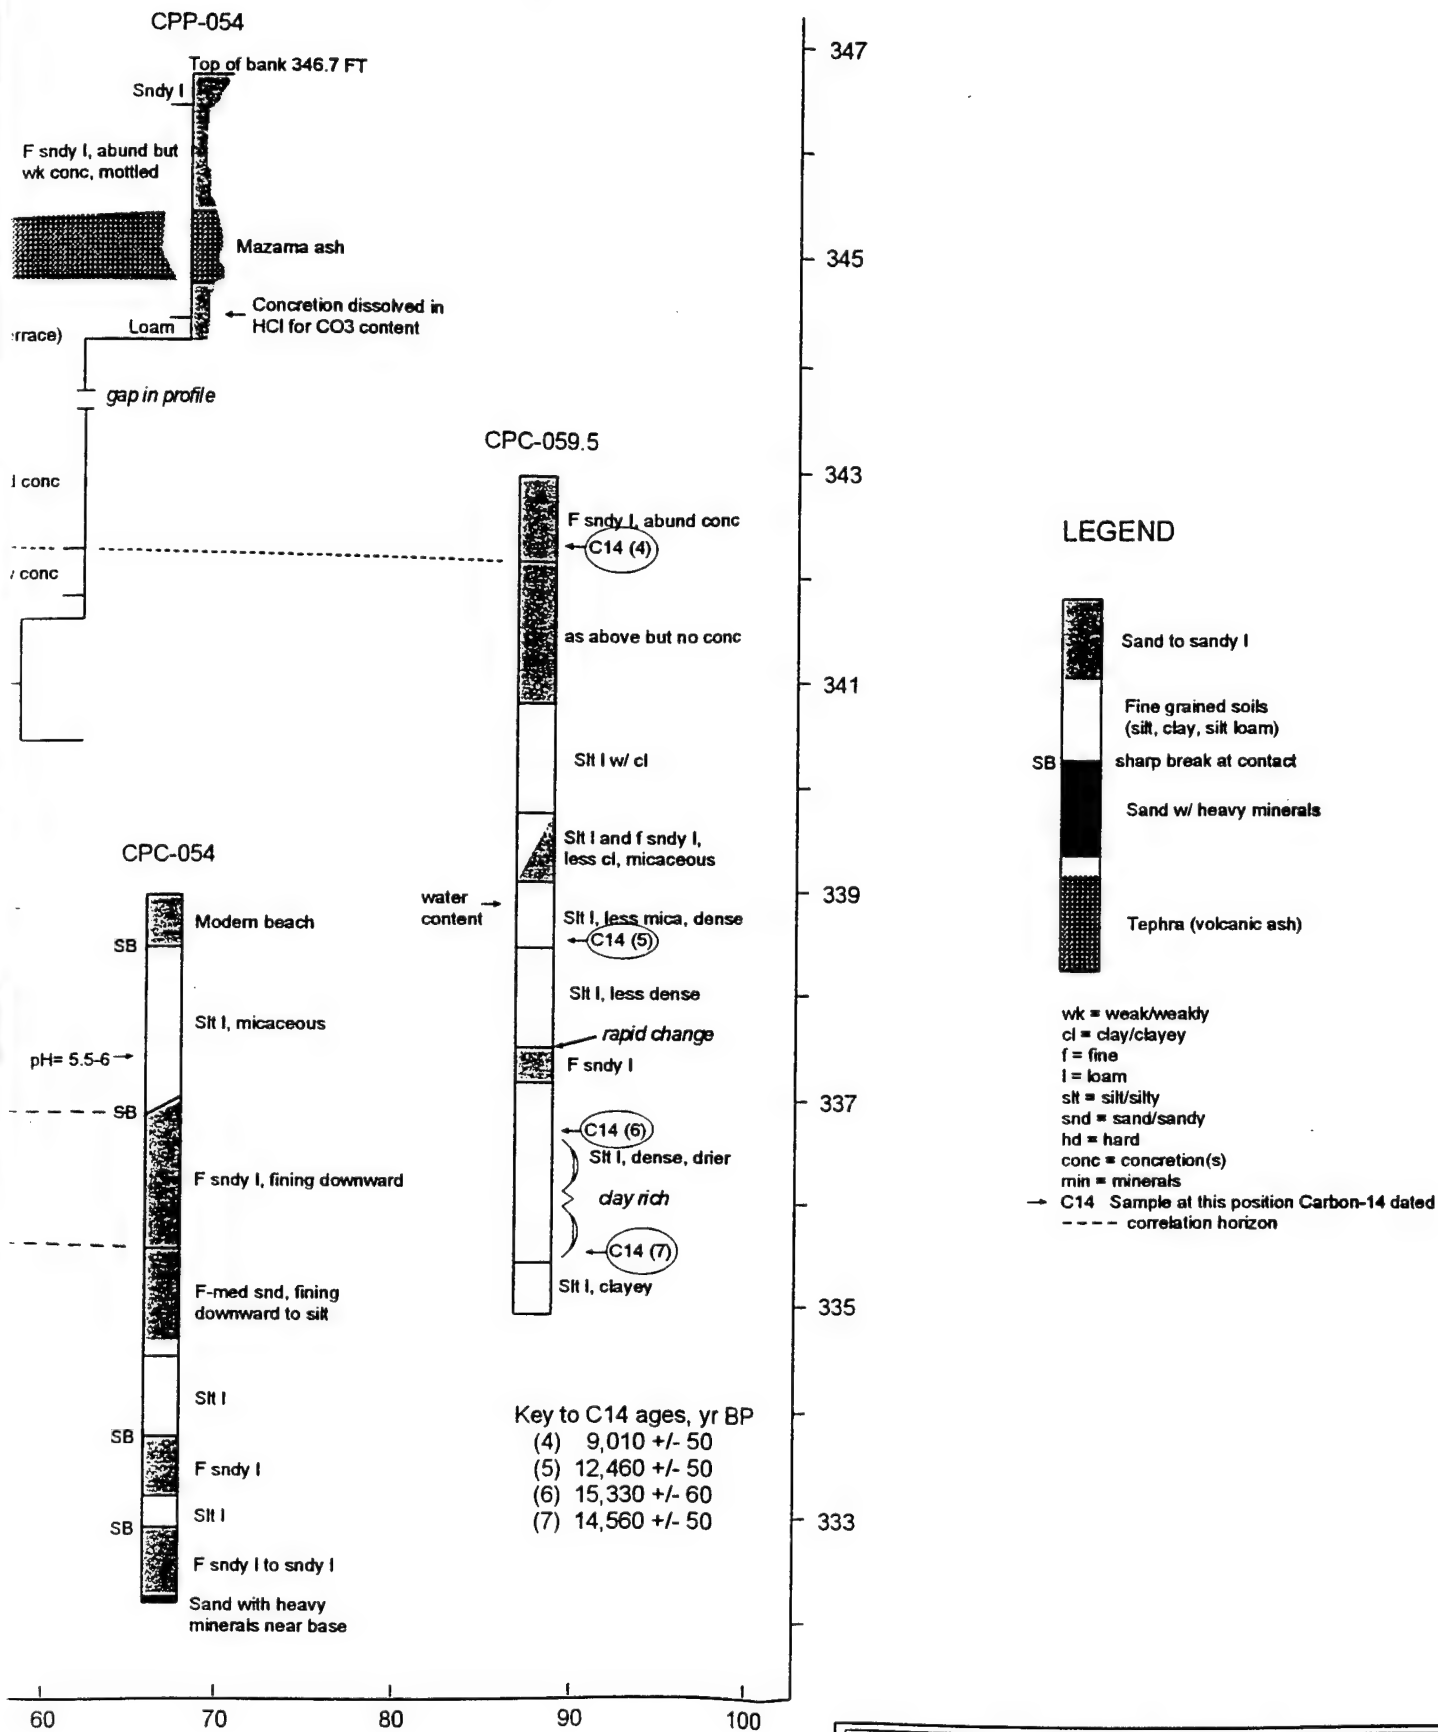 CPP-054
Top of bank 346.7 FT
Sndy l
F sndy l, abund but
wk conc, mottled
Mazama ash
Concretion dissolved in
HCl for CO3 content
Loam
errace)
gap in profile
conc
conc
CPC-059.5
F sndy l, abund conc
C14 (4)
as above but no conc
Slt l w/ cl
Slt l and f sndy l,
less cl, micaceous
water
content
Slt l, less mica, dense
C14 (5)
Slt l, less dense
rapid change
F sndy l
C14 (6)
Slt l, dense, drier
clay rich
C14 (7)
Slt l, clayey
CPC-054
Modern beach
SB
Slt l, micaceous
pH= 5.5-6
SB
F sndy l, fining downward
F-med snd, fining
downward to silt
Slt l
SB
F sndy l
Slt l
SB
F sndy l to sndy l
Sand with heavy
minerals near base
Key to C14 ages, yr BP
(4) 9,010 +/- 50
(5) 12,460 +/- 50
(6) 15,330 +/- 60
(7) 14,560 +/- 50
347
345
343
341
339
337
335
333
60
70
80
90
100
LEGEND
Sand to sandy l
Fine grained soils
(silt, clay, silt loam)
SB sharp break at contact
Sand w/ heavy minerals
Tephra (volcanic ash)
wk = weak/weakly
cl = clay/clayey
f = fine
l = loam
slt = silt/silty
snd = sand/sandy
hd = hard
conc = concretion(s)
min = minerals
→ C14 Sample at this position Carbon-14 dated
---- correlation horizon